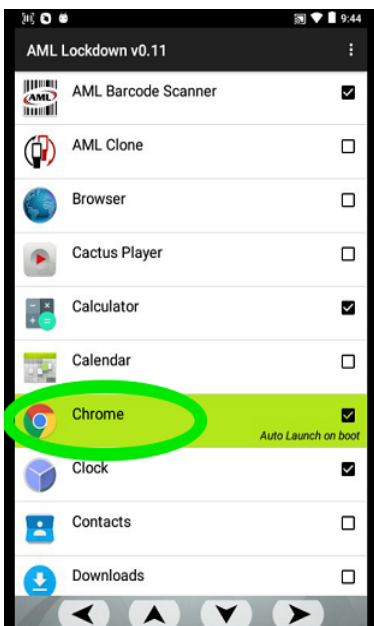 9:44
AML Lockdown v0.11
AML
AML Barcode Scanner
AML Clone
Browser
Cactus Player
Calculator
Calendar
Chrome
Auto Launch on boot
Clock
Contacts
Downloads